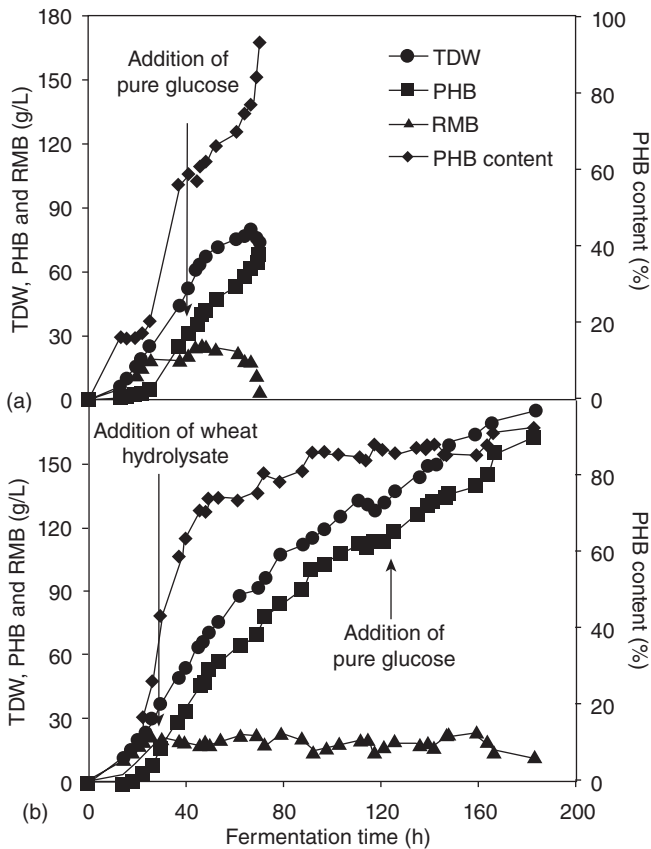 180
150
120
90
60
30
0
TDW, PHB and RMB (g/L)
Addition of
pure glucose
TDW
PHB
RMB
PHB content
100
80
60
40
20
0
PHB content (%)
(a)
150
120
90
60
30
0
TDW, PHB and RMB (g/L)
Addition of wheat
hydrolysate
Addition of
pure glucose
80
60
40
20
0
PHB content (%)
(b)
0 40 80 120 160 200
Fermentation time (h)